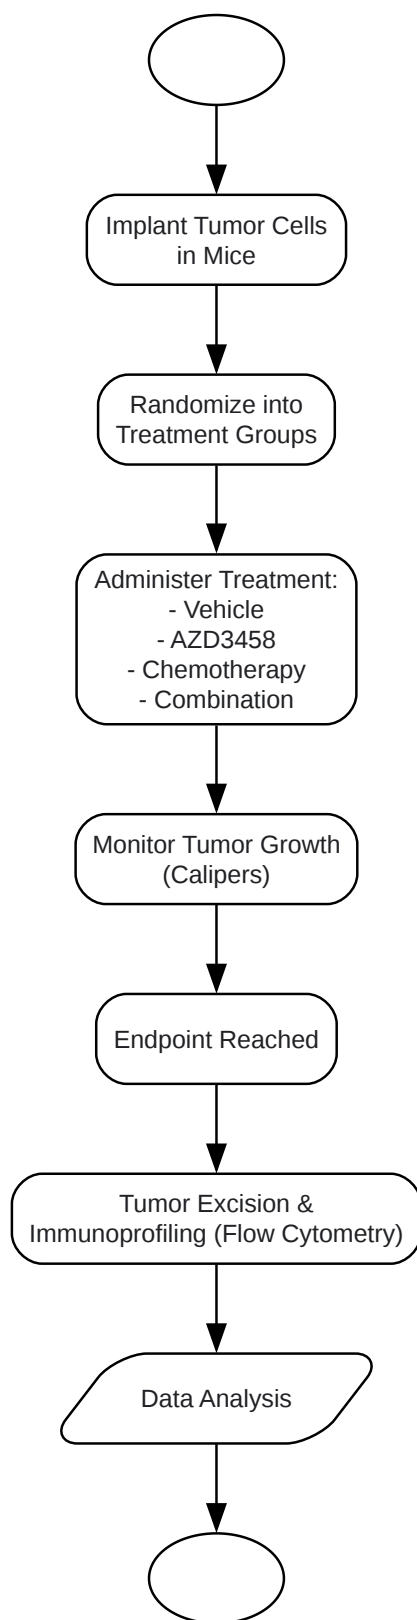 Implant Tumor Cells
in Mice
Randomize into
Treatment Groups
Administer Treatment:
- Vehicle
- AZD3458
- Chemotherapy
- Combination
Monitor Tumor Growth
(Calipers)
Endpoint Reached
Tumor Excision &
Immunoprofiling (Flow Cytometry)
Data Analysis